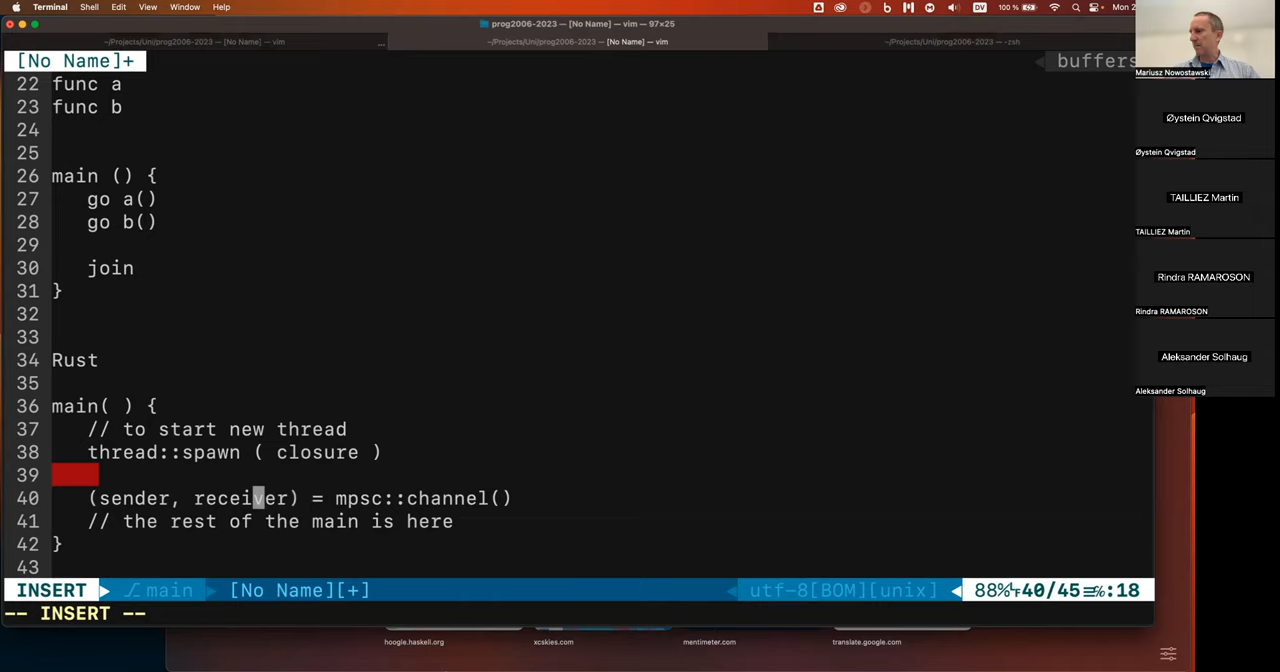 Terminal Shell Edit View Window Help
DV 100 % Mon 2
prog2006-2023 — [No Name] — vim — 97×25
~/Projects/Uni/prog2006-2023 — [No Name] — vim ... ~/Projects/Uni/prog2006-2023 — [No Name] — vim ~/Projects/Uni/prog2006-2023 — -zsh
[No Name]+ buffers
22 func a
23 func b
24
25
26 main () {
27 go a()
28 go b()
29
30 join
31 }
32
33
34 Rust
35
36 main( ) {
37 // to start new thread
38 thread::spawn ( closure )
39
40 (sender, receiver) = mpsc::channel()
41 // the rest of the main is here
42 }
43
INSERT main [No Name][+] utf-8[BOM][unix] 88% 40/45 :18
-- INSERT --
hoogle.haskell.org xcskies.com mentimeter.com translate.google.com
Mariusz Nowostawski
Øystein Qvigstad
Øystein Qvigstad
TAILLIEZ Martin
TAILLIEZ Martin
Rindra RAMAROSON
Rindra RAMAROSON
Aleksander Solhaug
Aleksander Solhaug